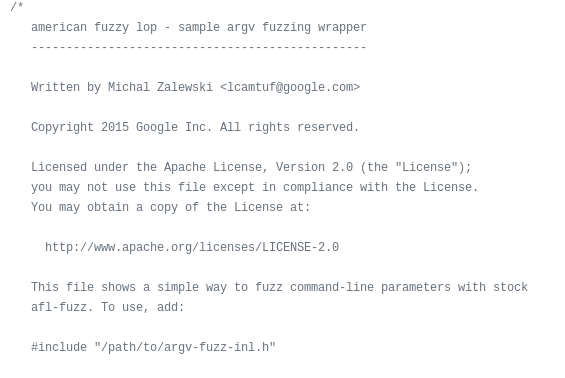 /*
american fuzzy lop - sample argv fuzzing wrapper
------------------------------------------------
Written by Michal Zalewski <lcamtuf@google.com>
Copyright 2015 Google Inc. All rights reserved.
Licensed under the Apache License, Version 2.0 (the "License");
you may not use this file except in compliance with the License.
You may obtain a copy of the License at:
http://www.apache.org/licenses/LICENSE-2.0
This file shows a simple way to fuzz command-line parameters with stock
afl-fuzz. To use, add:
#include "/path/to/argv-fuzz-inl.h"